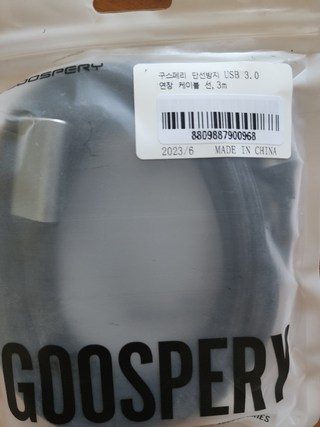 GOOSPERY
구스페리 단선방지 USB 3.0
연장 케이블 선,3m
8809887900968
2023/6 MADE IN CHINA
GOOSPERY